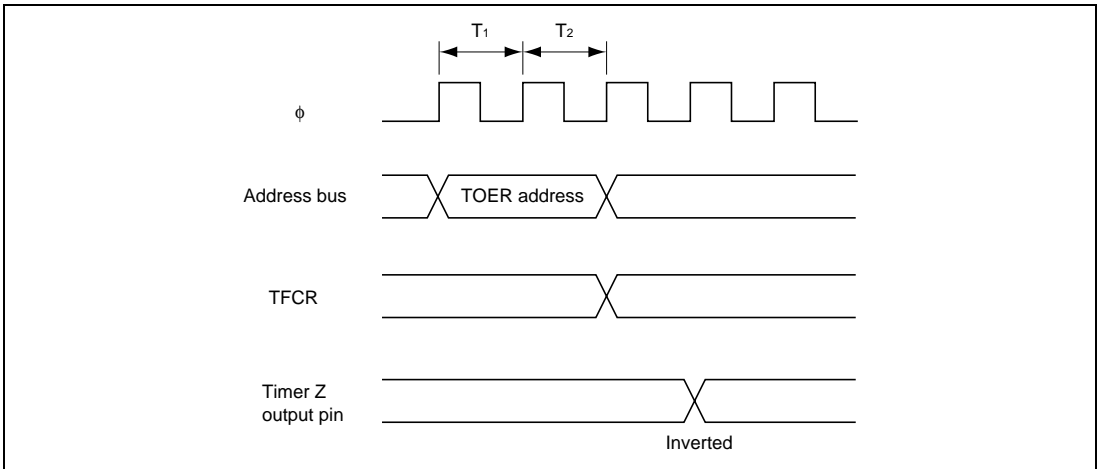 T1 T2
ϕ
Address bus
TOER address
TFCR
Timer Z
output pin
Inverted